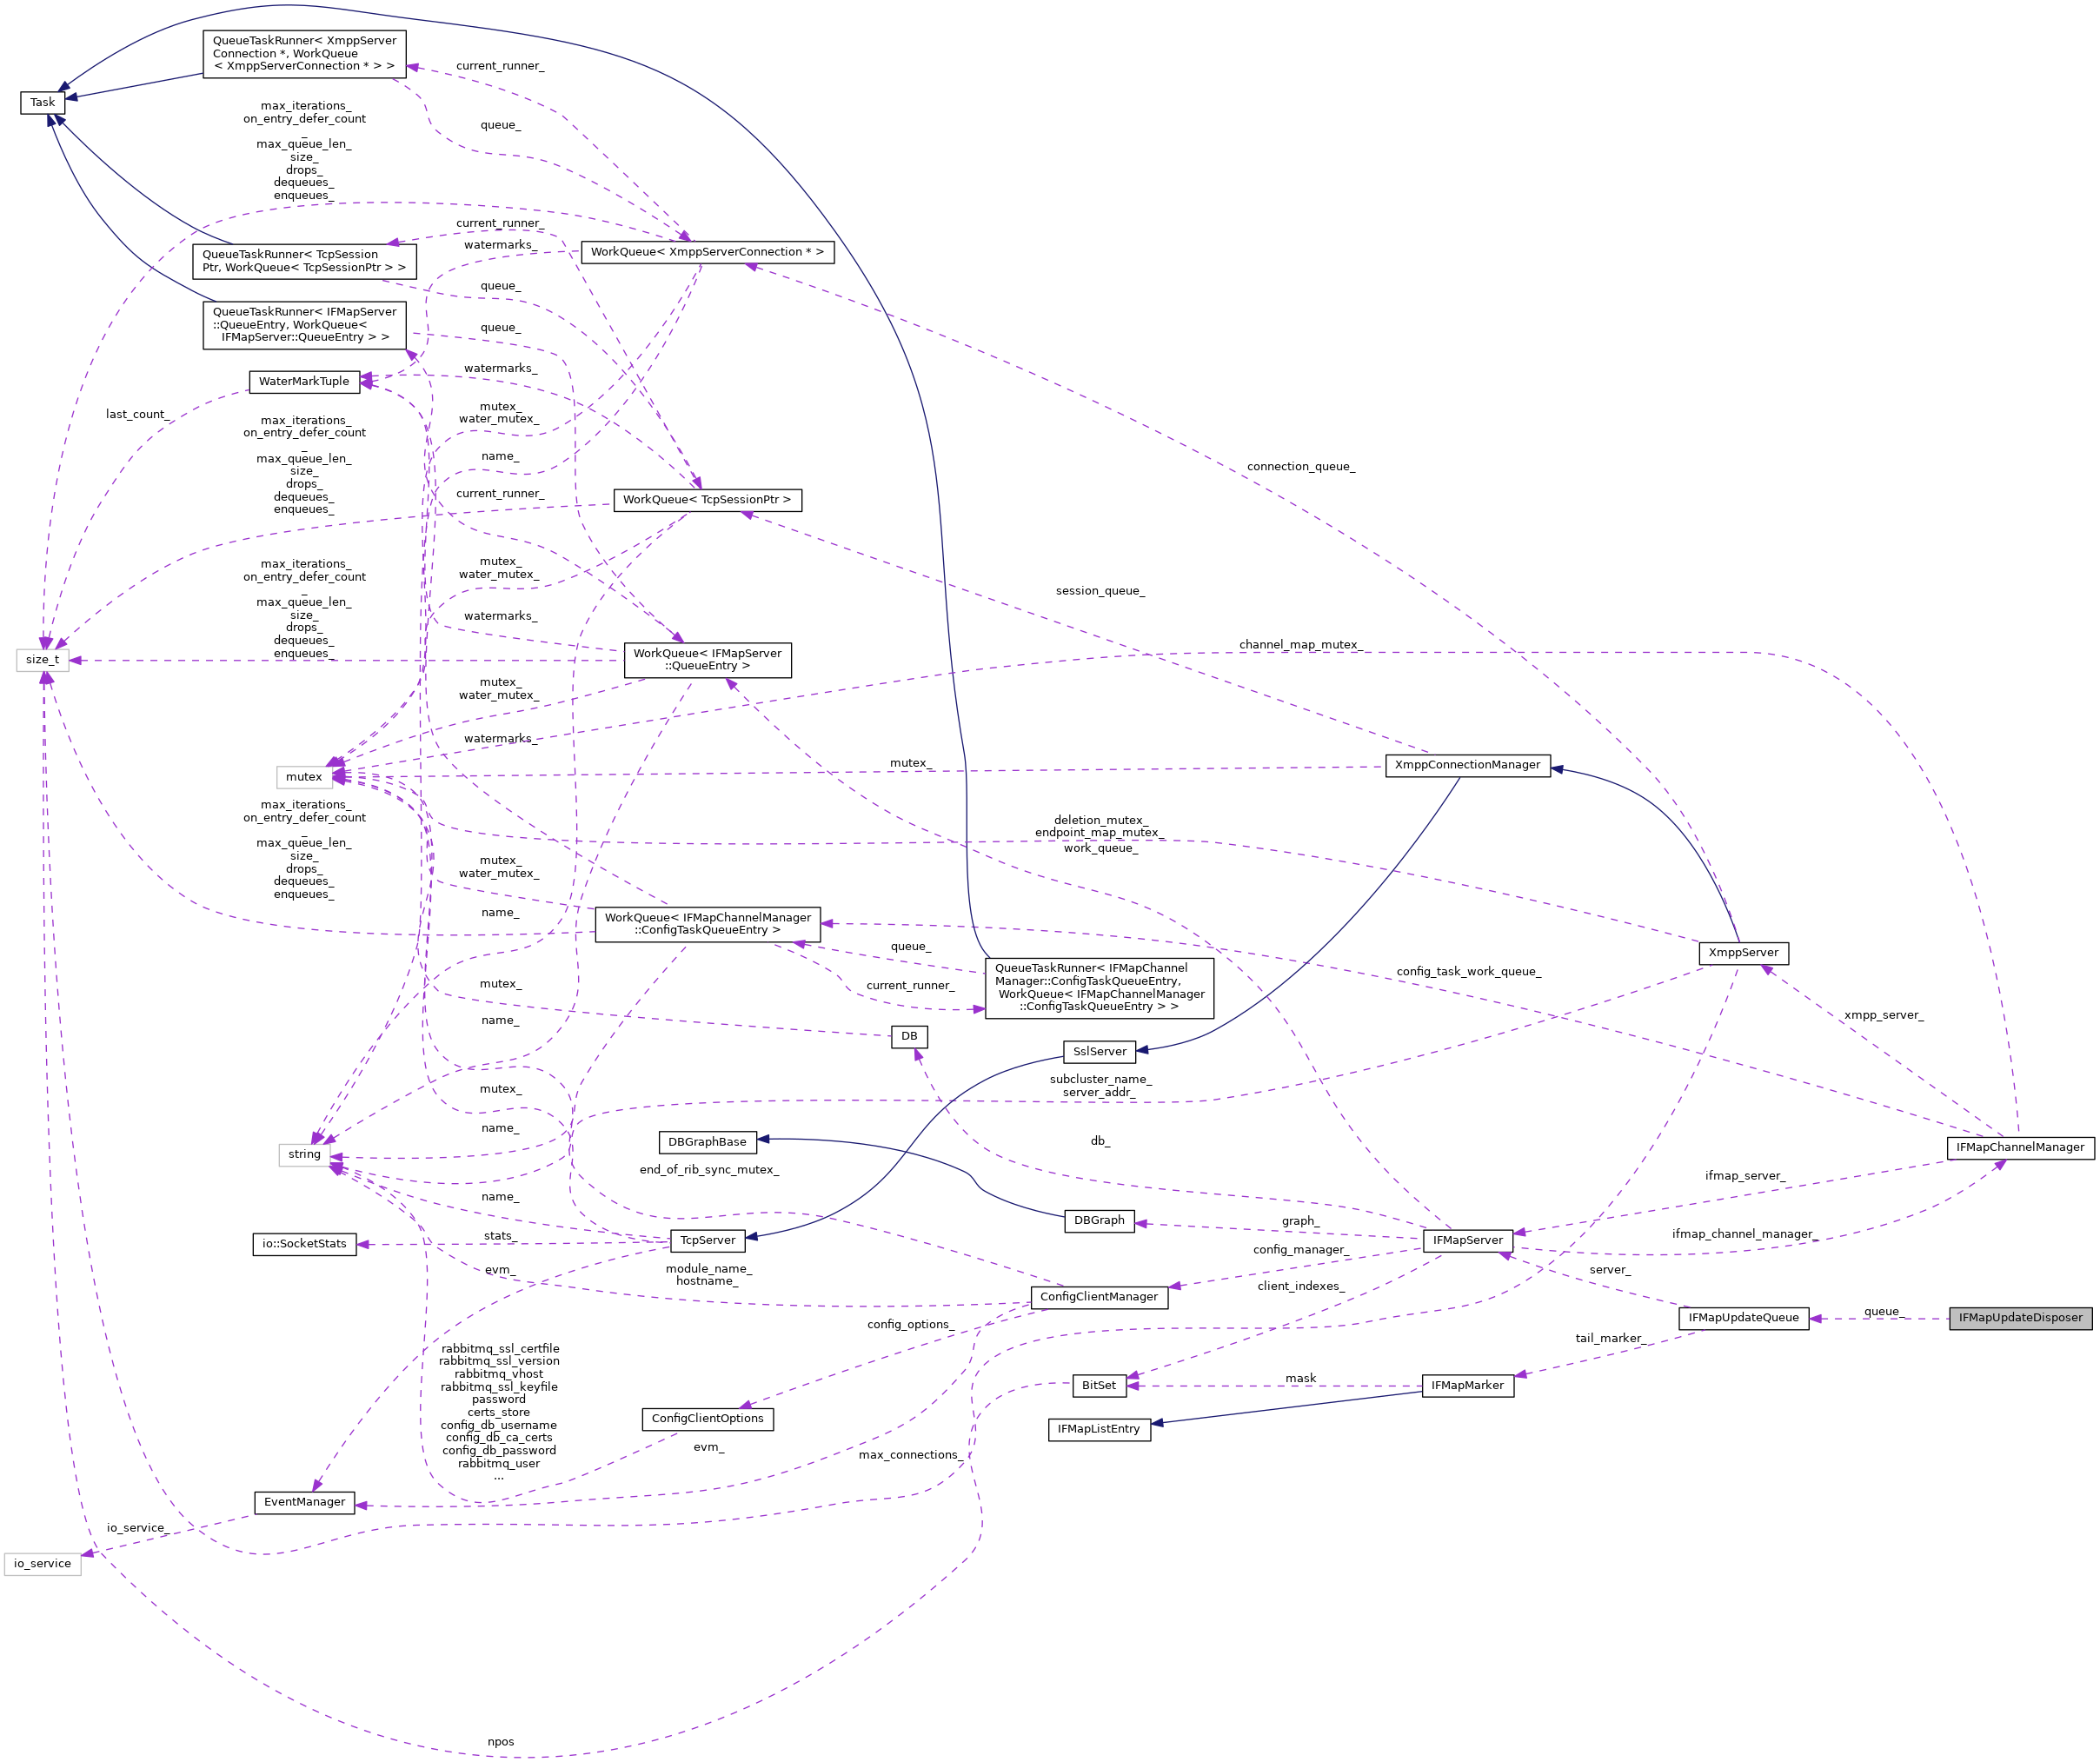 QueueTaskRunner< XmppServer
Connection *, WorkQueue
< XmppServerConnection * > >
current_runner_
Task
max_iterations_
on_entry_defer_count
_
max_queue_len_
size_
drops_
dequeues_
enqueues_
queue_
current_runner_
watermarks_
WorkQueue< XmppServerConnection * >
QueueTaskRunner< TcpSession
Ptr, WorkQueue< TcpSessionPtr > >
queue_
QueueTaskRunner< IFMapServer
::QueueEntry, WorkQueue<
IFMapServer::QueueEntry > >
queue_
WaterMarkTuple
watermarks_
last_count_
mutex_
water_mutex_
max_iterations_
on_entry_defer_count
_
max_queue_len_
size_
drops_
dequeues_
enqueues_
name_
connection_queue_
current_runner_
WorkQueue< TcpSessionPtr >
max_iterations_
on_entry_defer_count
_
max_queue_len_
size_
drops_
dequeues_
enqueues_
mutex_
water_mutex_
session_queue_
watermarks_
channel_map_mutex_
size_t
WorkQueue< IFMapServer
::QueueEntry >
mutex_
water_mutex_
watermarks_
mutex
mutex_
XmppConnectionManager
max_iterations_
on_entry_defer_count
_
max_queue_len_
size_
drops_
dequeues_
enqueues_
deletion_mutex_
endpoint_map_mutex_
work_queue_
mutex_
water_mutex_
name_
WorkQueue< IFMapChannelManager
::ConfigTaskQueueEntry >
queue_
current_runner_
QueueTaskRunner< IFMapChannel
Manager::ConfigTaskQueueEntry,
WorkQueue< IFMapChannelManager
::ConfigTaskQueueEntry > >
config_task_work_queue_
XmppServer
mutex_
name_
DB
xmpp_server_
SslServer
mutex_
subcluster_name_
server_addr_
name_
string
DBGraphBase
db_
IFMapChannelManager
end_of_rib_sync_mutex_
ifmap_server_
name_
DBGraph
graph_
io::SocketStats
stats_
TcpServer
IFMapServer
ifmap_channel_manager_
evm_
module_name_
hostname_
config_manager_
client_indexes_
server_
ConfigClientManager
config_options_
IFMapUpdateQueue
queue_
IFMapUpdateDisposer
tail_marker_
rabbitmq_ssl_certfile
rabbitmq_ssl_version
rabbitmq_vhost
rabbitmq_ssl_keyfile
password
certs_store
config_db_username
config_db_ca_certs
config_db_password
rabbitmq_user
...
BitSet
mask
IFMapMarker
ConfigClientOptions
IFMapListEntry
evm_
max_connections_
EventManager
io_service_
io_service
npos